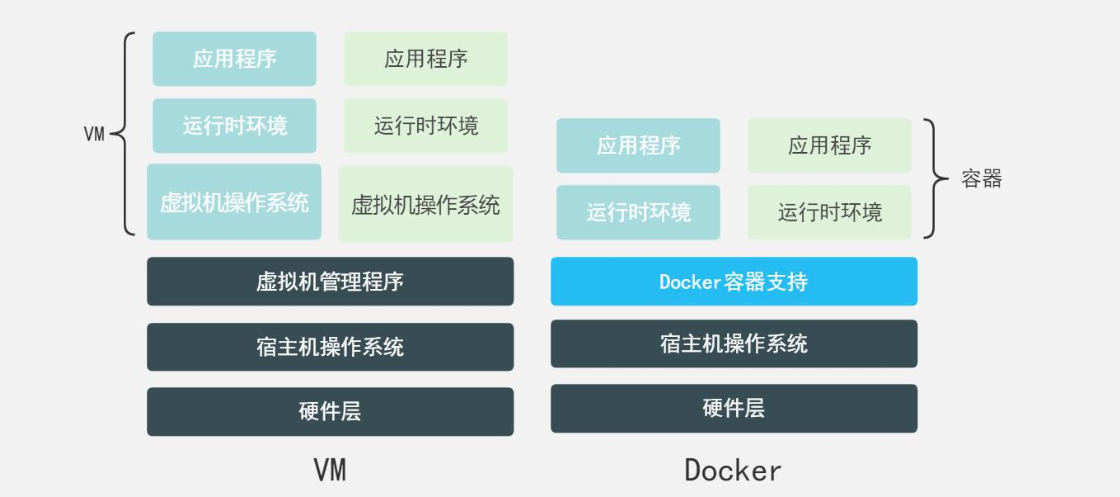 应用程序
应用程序
VM
运行时环境
运行时环境
虚拟机操作系统
虚拟机操作系统
虚拟机管理程序
宿主机操作系统
硬件层
VM
应用程序
应用程序
容器
运行时环境
运行时环境
Docker容器支持
宿主机操作系统
硬件层
Docker